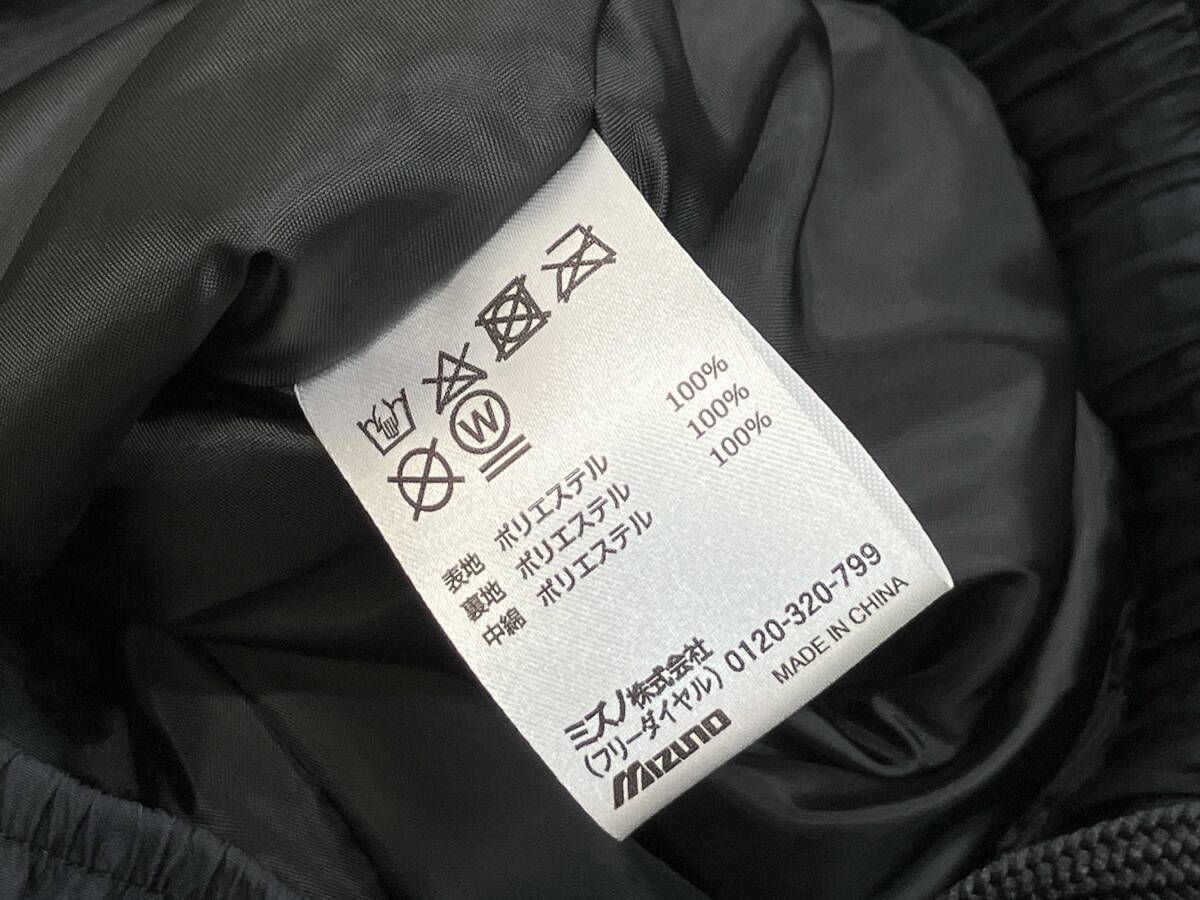 W
表地 ポリエステル 100%
裏地 ポリエステル 100%
中綿 ポリエステル 100%
ミズノ株式会社
(フリーダイヤル) 0120-320-799
MIZUNO MADE IN CHINA